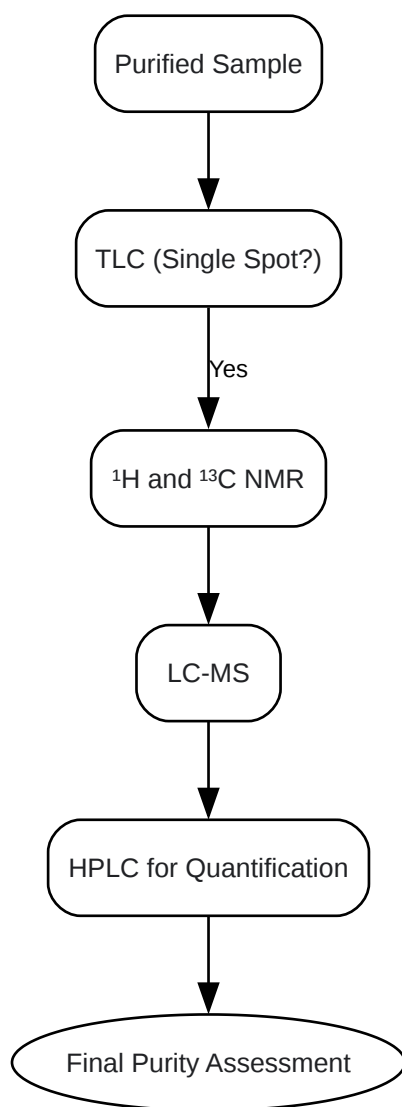 Purified Sample
TLC (Single Spot?)
Yes
¹H and ¹³C NMR
LC-MS
HPLC for Quantification
Final Purity Assessment